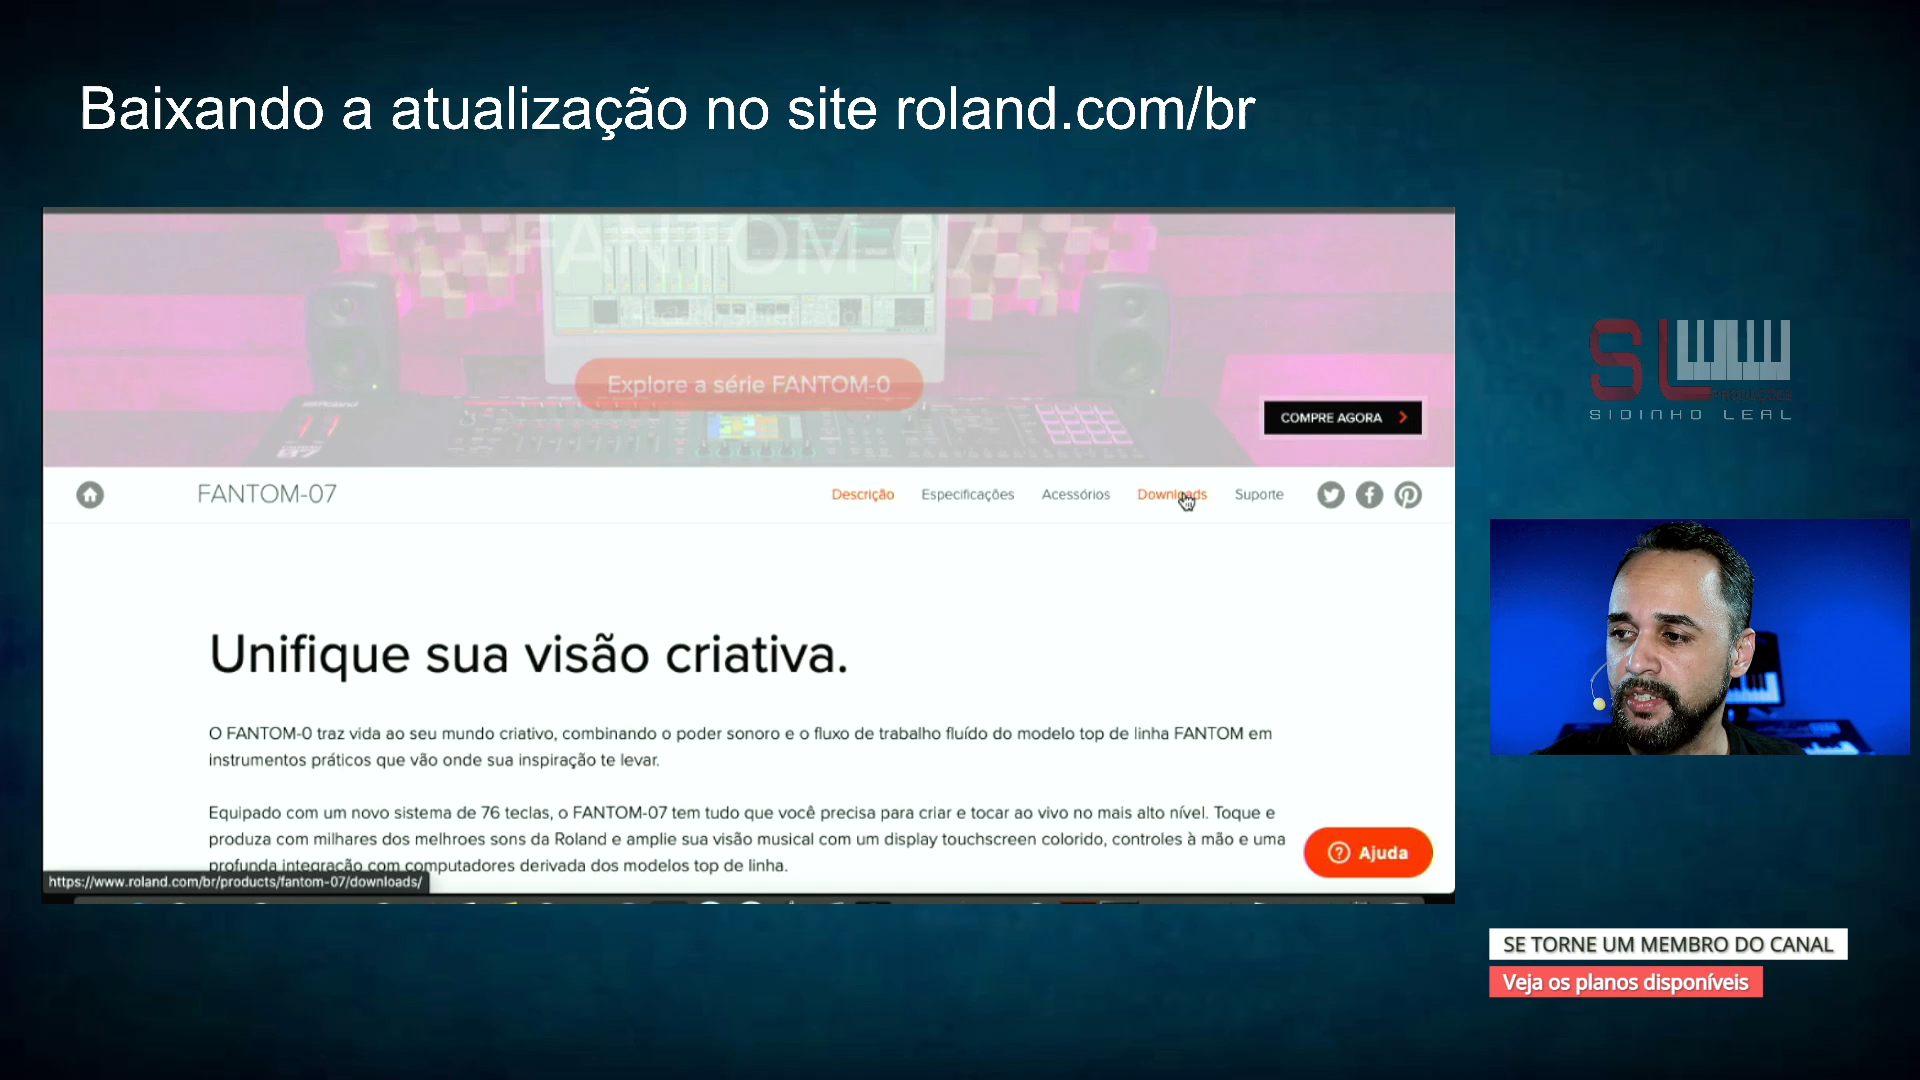 Baixando a atualização no site roland.com/br
FANTOM-07
Explore a série FANTOM-0
COMPRE AGORA
FANTOM-07
Descrição
Especificações
Acessórios
Downloads
Suporte
Unifique sua visão criativa.
O FANTOM-0 traz vida ao seu mundo criativo, combinando o poder sonoro e o fluxo de trabalho fluído do modelo top de linha FANTOM em
instrumentos práticos que vão onde sua inspiração te levar.
Equipado com um novo sistema de 76 teclas, o FANTOM-07 tem tudo que você precisa para criar e tocar ao vivo no mais alto nível. Toque e
produza com milhares dos melhroes sons da Roland e amplie sua visão musical com um display touchscreen colorido, controles à mão e uma
profunda integração com computadores derivada dos modelos top de linha.
Ajuda
https://www.roland.com/br/products/fantom-07/downloads/
SL
PRODUÇÕES
SIDINHO LEAL
SE TORNE UM MEMBRO DO CANAL
Veja os planos disponíveis